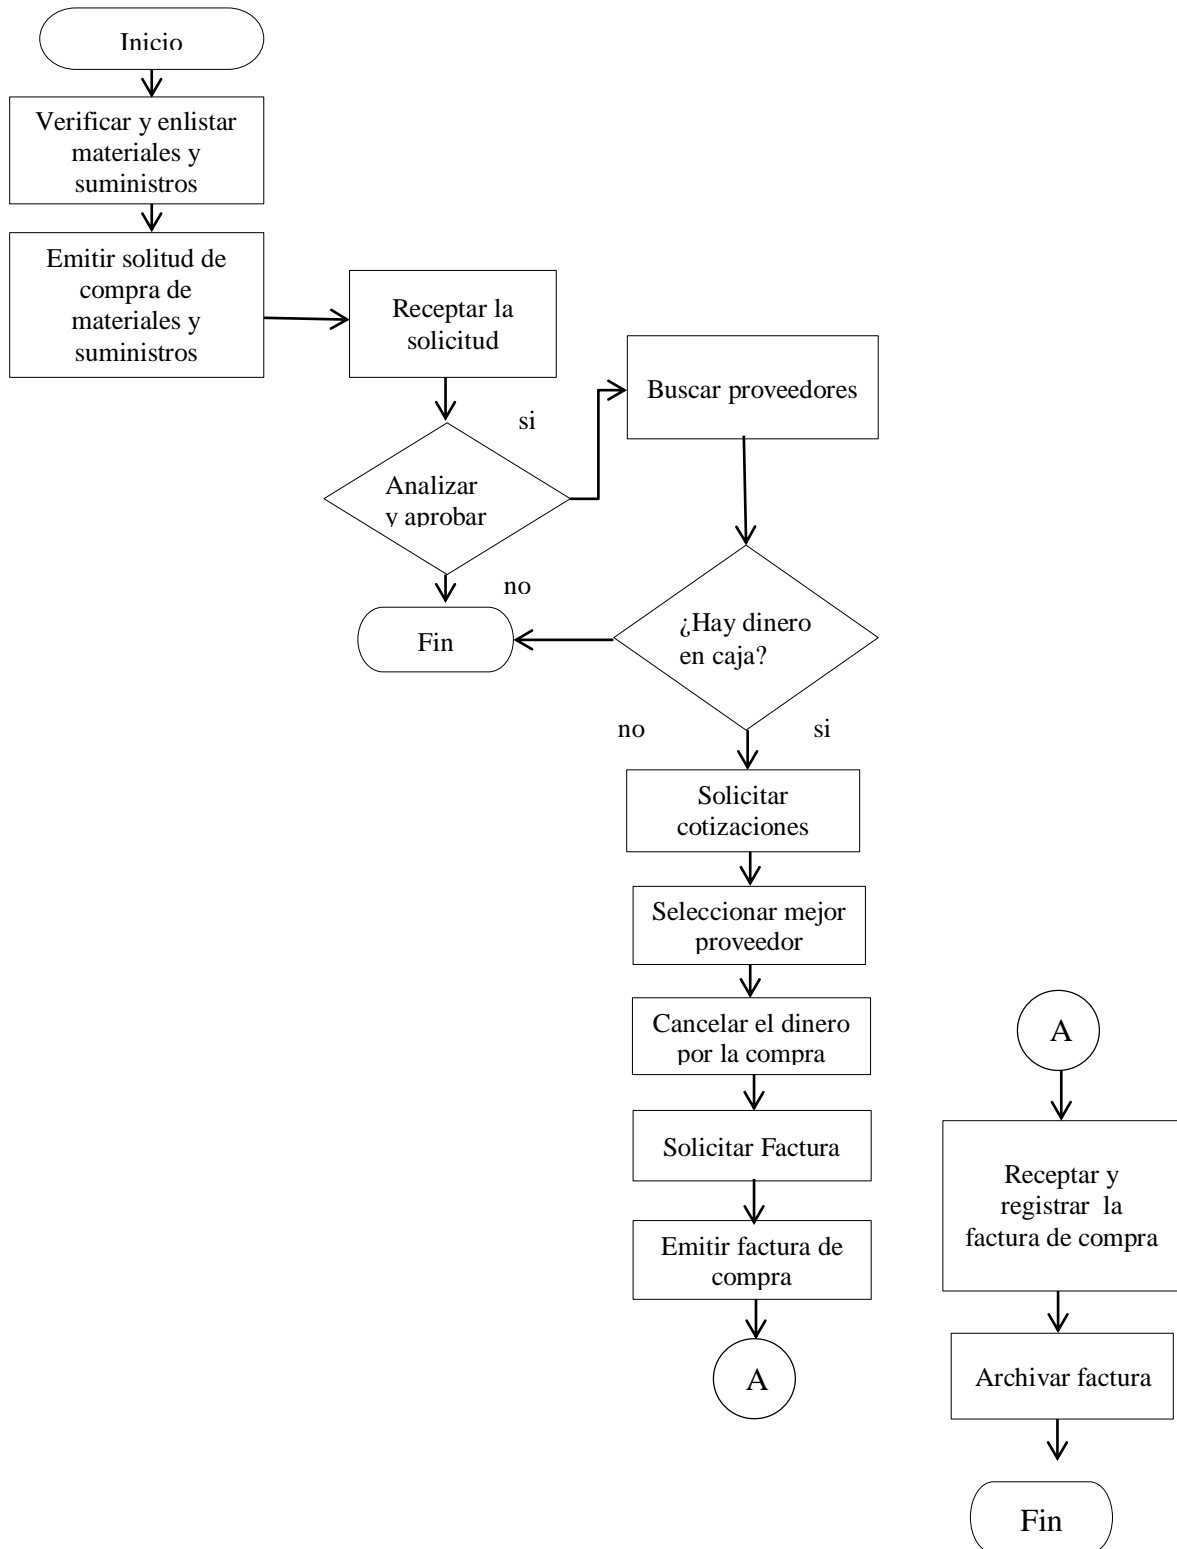 Inicio
Verificar y enlistar
materiales y
suministros
Emitir solitud de
compra de
materiales y
suministros
Receptar la
solicitud
Buscar proveedores
si
Analizar
y aprobar
no
Fin
¿Hay dinero
en caja?
no
si
Solicitar
cotizaciones
Seleccionar mejor
proveedor
Cancelar el dinero
por la compra
Solicitar Factura
Emitir factura de
compra
A
A
Receptar y
registrar la
factura de compra
Archivar factura
Fin